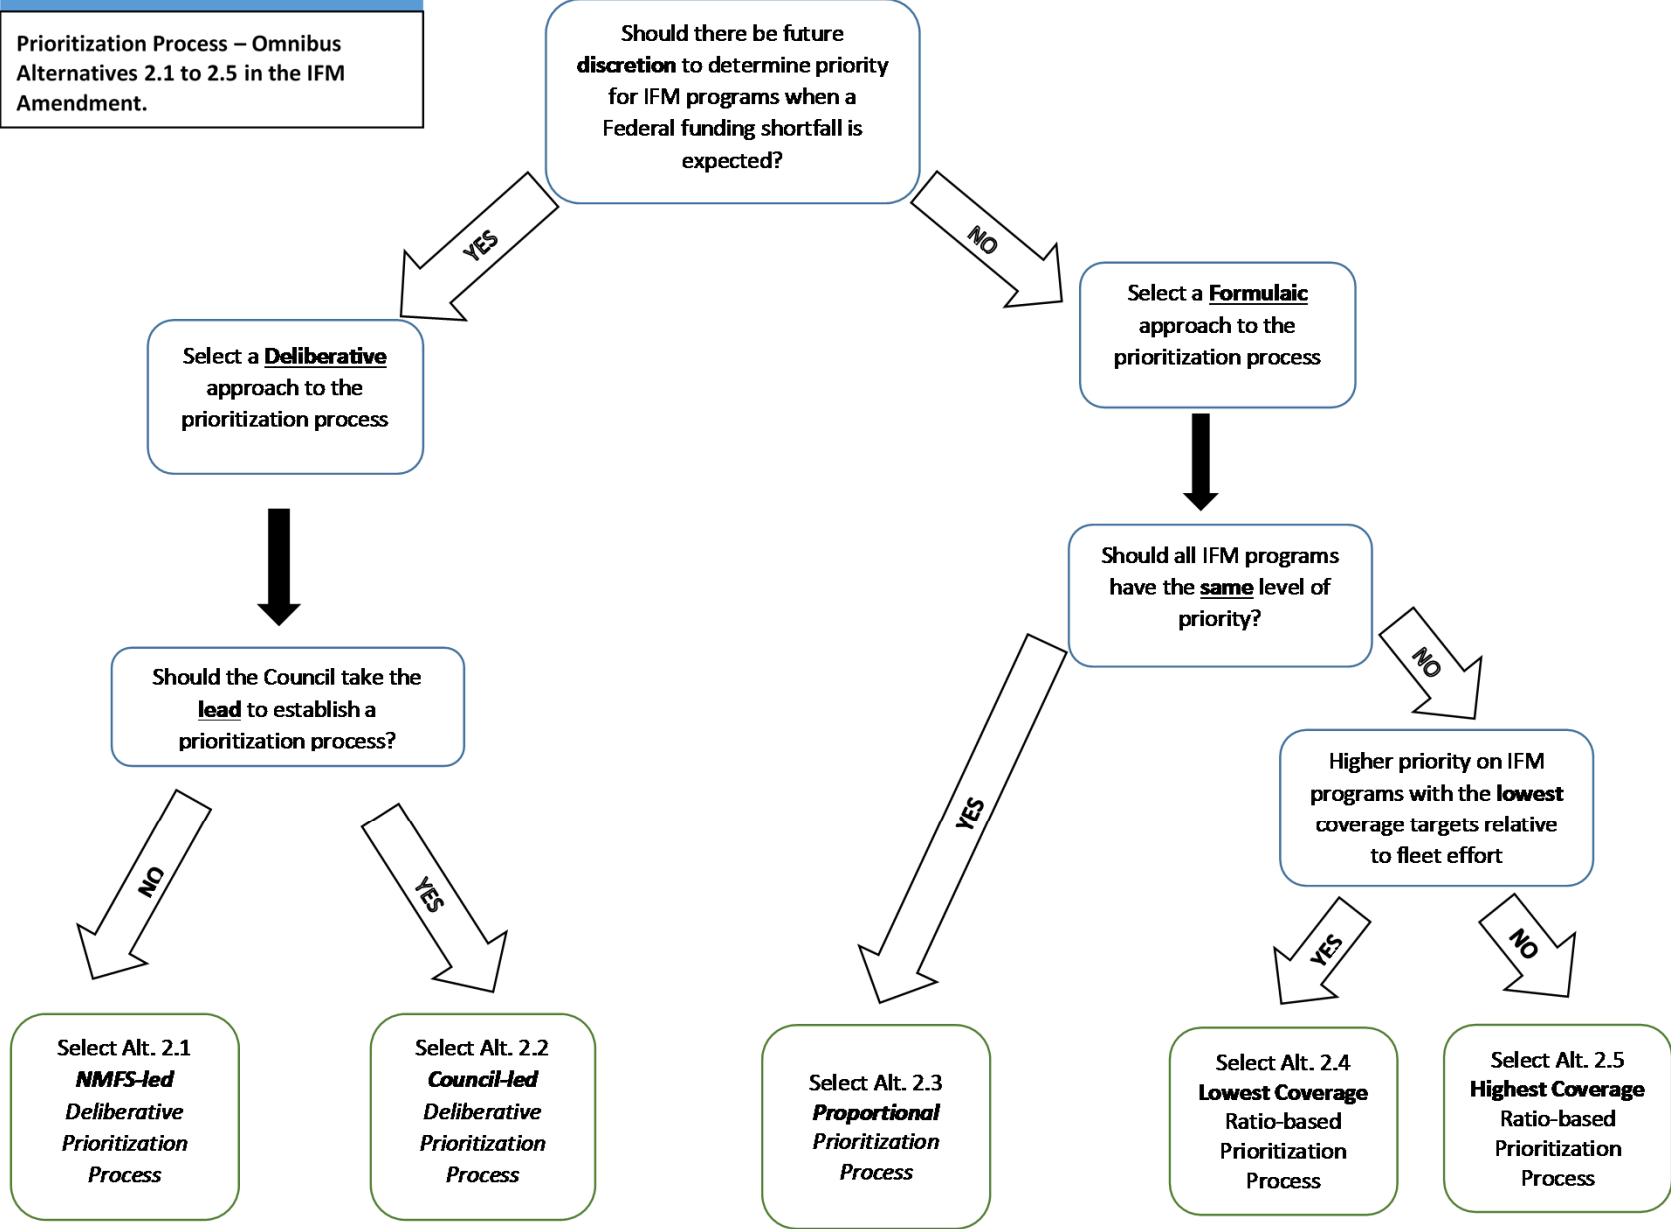 Prioritization Process – Omnibus
Alternatives 2.1 to 2.5 in the IFM
Amendment.
Should there be future
discretion to determine priority
for IFM programs when a
Federal funding shortfall is
expected?
YES
NO
Select a Deliberative
approach to the
prioritization process
Select a Formulaic
approach to the
prioritization process
Should the Council take the
lead to establish a
prioritization process?
Should all IFM programs
have the same level of
priority?
NO
YES
YES
NO
Higher priority on IFM
programs with the lowest
coverage targets relative
to fleet effort
YES
NO
Select Alt. 2.1
NMFS-led
Deliberative
Prioritization
Process
Select Alt. 2.2
Council-led
Deliberative
Prioritization
Process
Select Alt. 2.3
Proportional
Prioritization
Process
Select Alt. 2.4
Lowest Coverage
Ratio-based
Prioritization
Process
Select Alt. 2.5
Highest Coverage
Ratio-based
Prioritization
Process